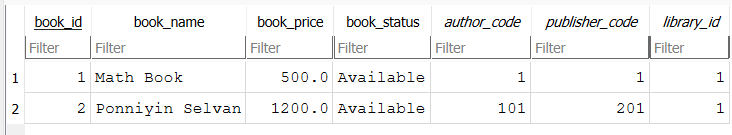 book_id book_name book_price book_status author_code publisher_code library_id
Filter Filter Filter Filter Filter Filter Filter
1 1 Math Book 500.0 Available 1 1 1
2 2 Ponniyin Selvan 1200.0 Available 101 201 1